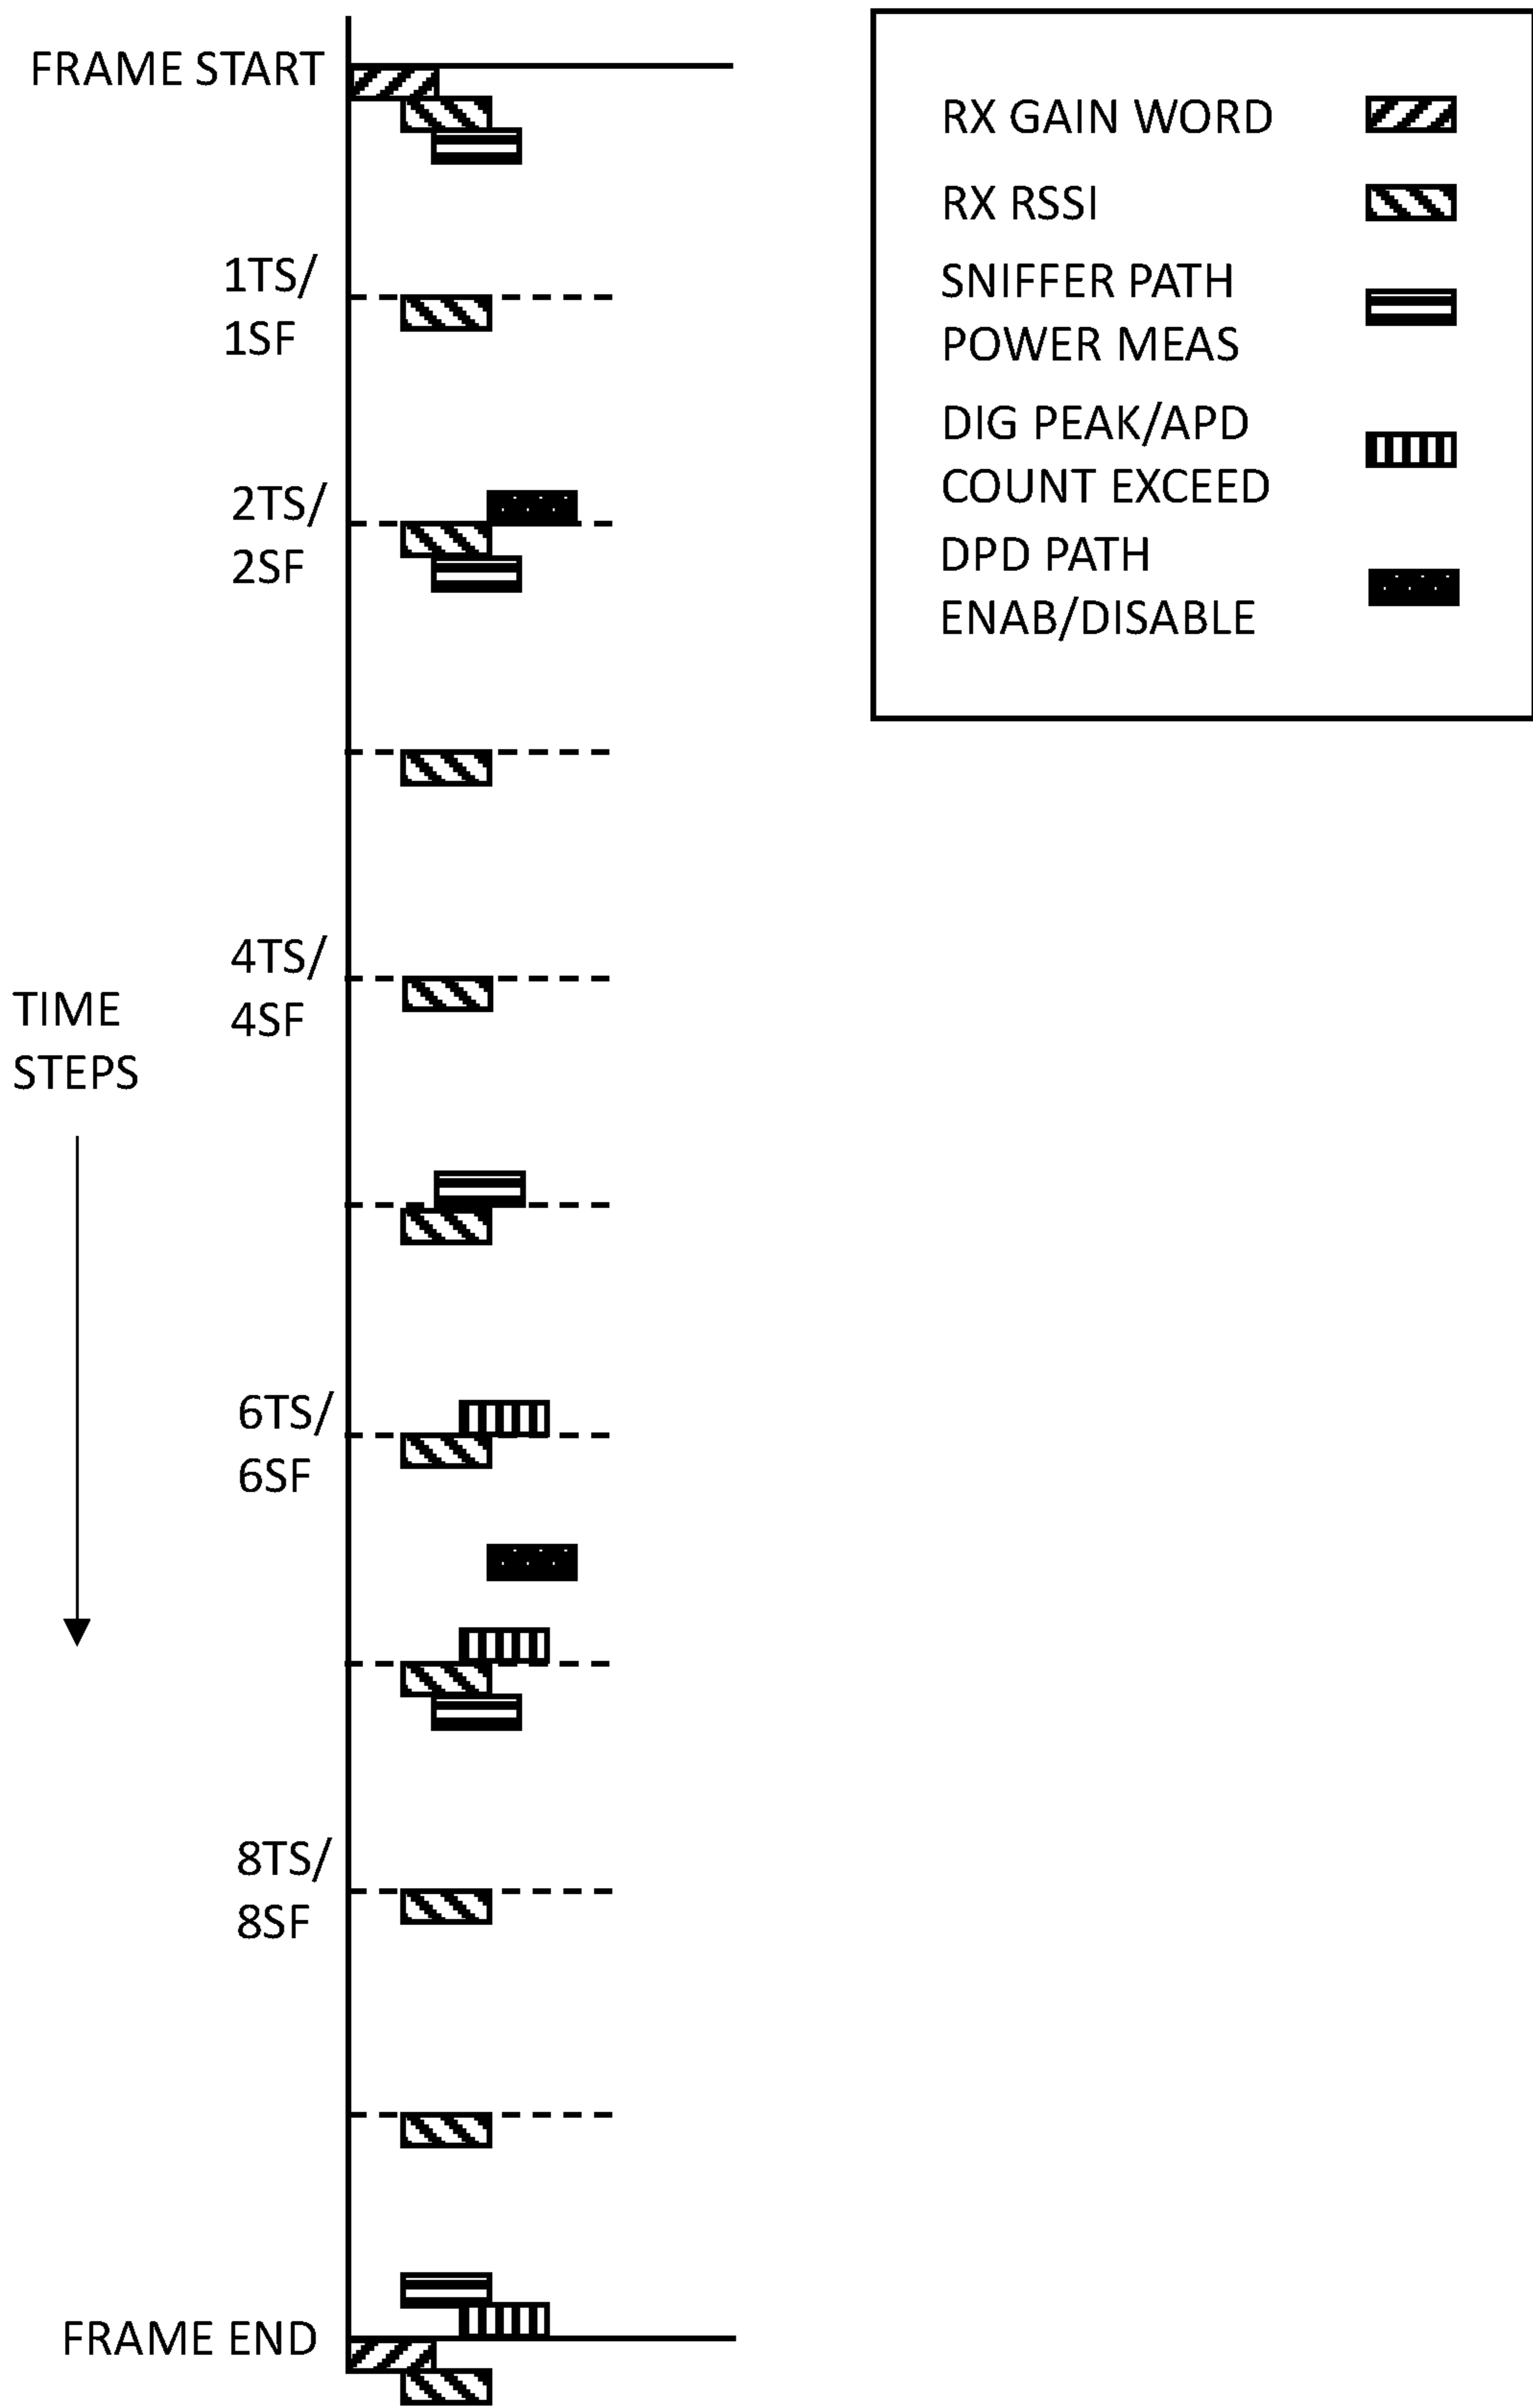 FRAME START
1TS/
1SF
2TS/
2SF
4TS/
4SF
TIME
STEPS
6TS/
6SF
8TS/
8SF
FRAME END
RX GAIN WORD
RX RSSI
SNIFFER PATH
POWER MEAS
DIG PEAK/APD
COUNT EXCEED
DPD PATH
ENAB/DISABLE